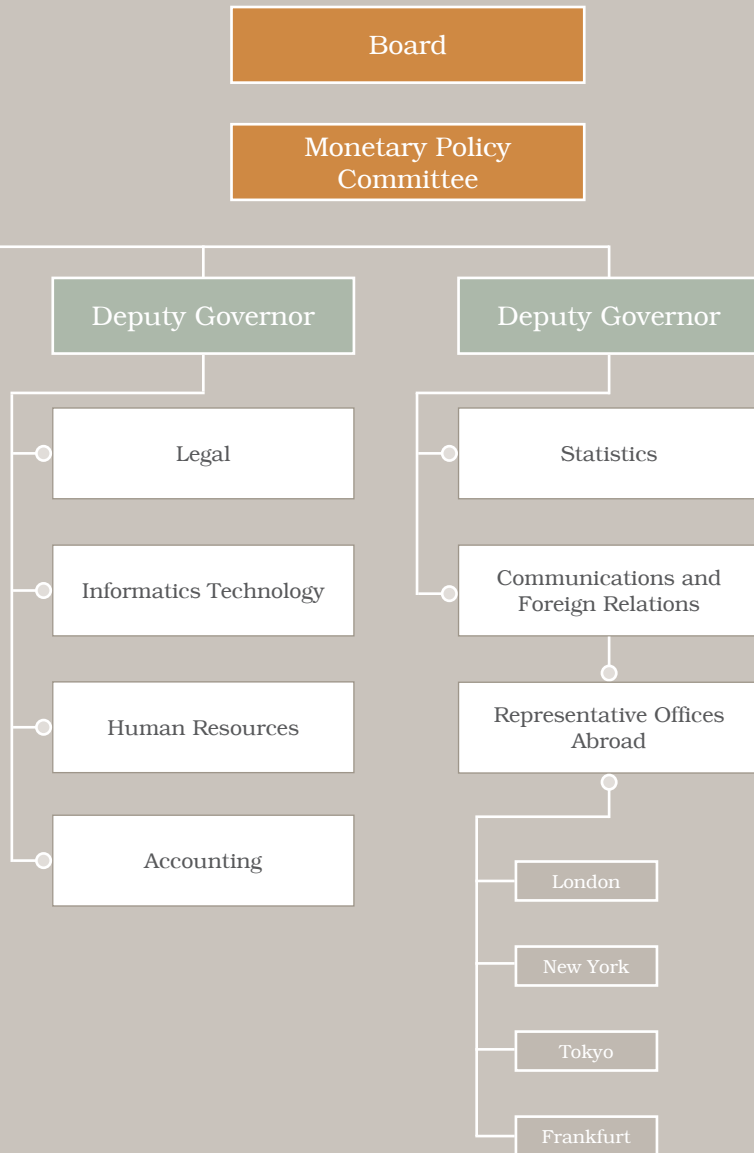 Board
Monetary Policy
Committee
Deputy Governor
Legal
Informatics Technology
Human Resources
Accounting
Deputy Governor
Statistics
Communications and
Foreign Relations
Representative Offices
Abroad
London
New York
Tokyo
Frankfurt